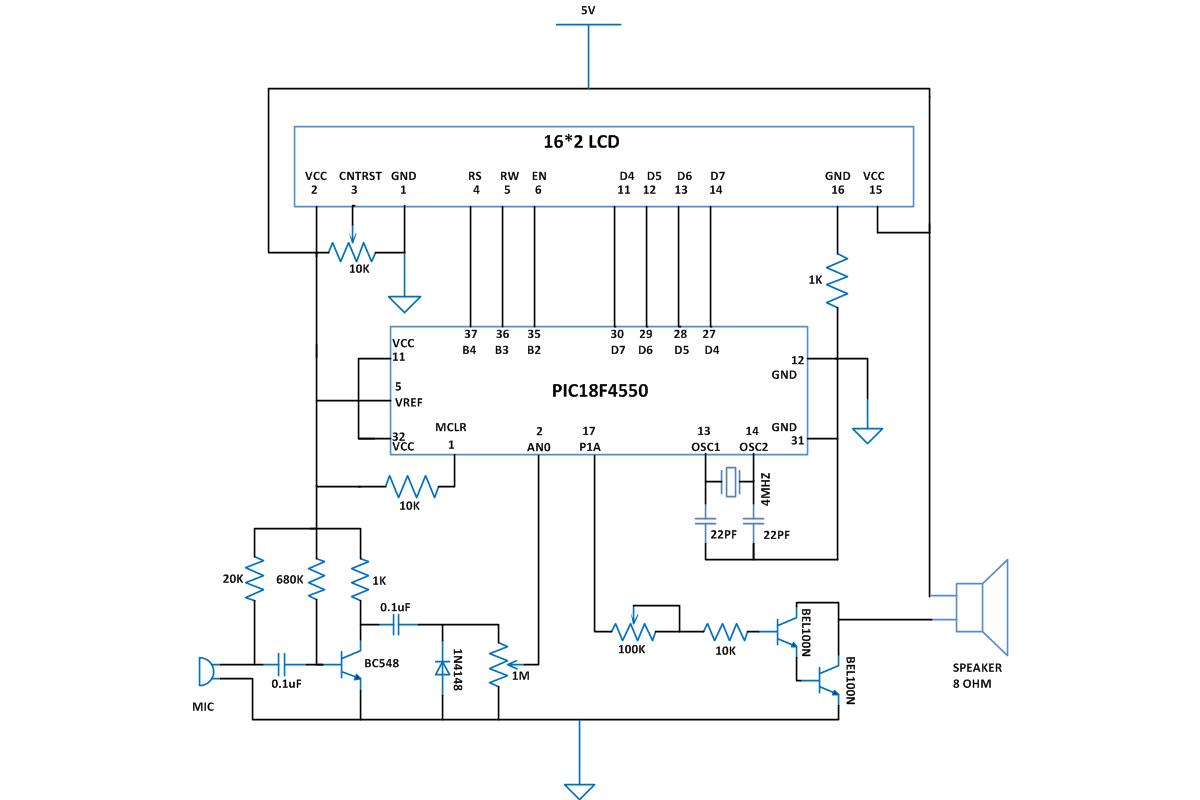 5V
16*2 LCD
VCC CNTRST GND RS RW EN D4 D5 D6 D7 GND VCC
2 3 1 4 5 6 11 12 13 14 16 15
10K
1K
37 36 35 30 29 28 27
B4 B3 B2 D7 D6 D5 D4
VCC
11
12
GND
5
VREF
PIC18F4550
32
VCC
MCLR
1
2
AN0
17
P1A
13
OSC1
14
OSC2
GND
31
10K
4MHZ
22PF 22PF
20K 680K 1K
0.1uF
BC548
0.1uF
1N4148
1M
MIC
100K
10K
BEL100N
BEL100N
SPEAKER
8 OHM